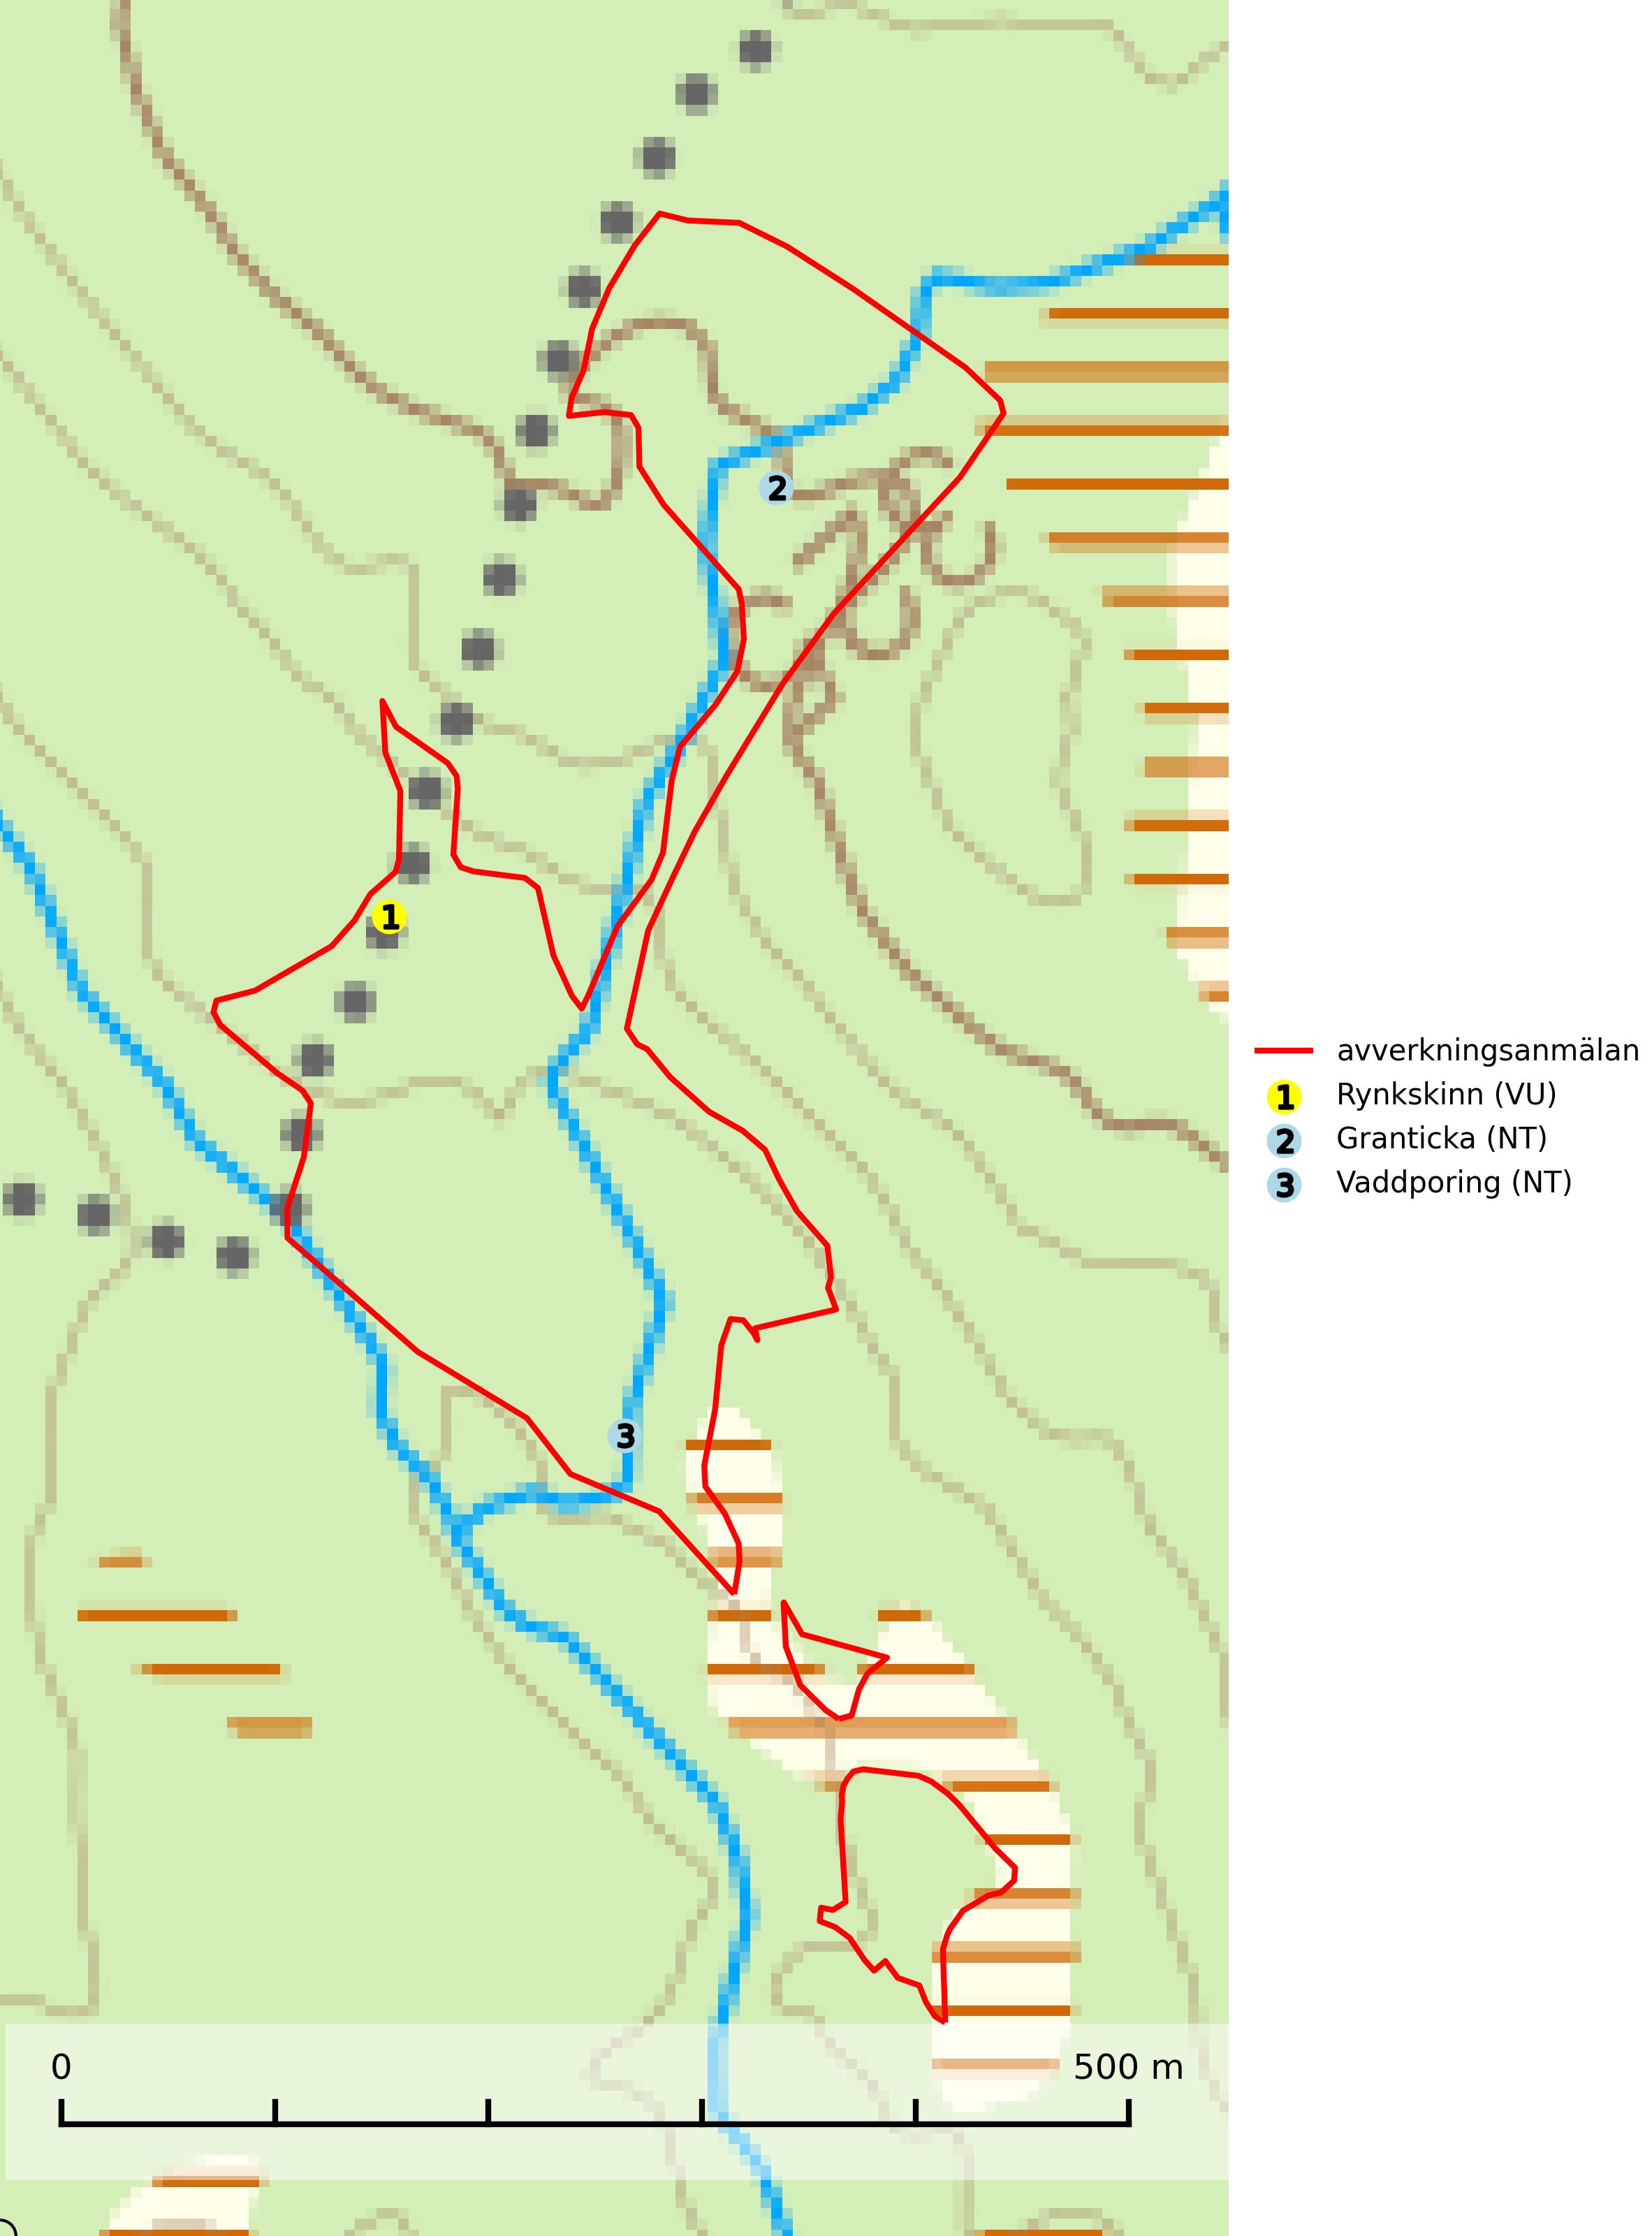 2
1
3
avverkningsanmälan
1 Rynkskinn (VU)
2 Granticka (NT)
3 Vaddporing (NT)
0 500 m